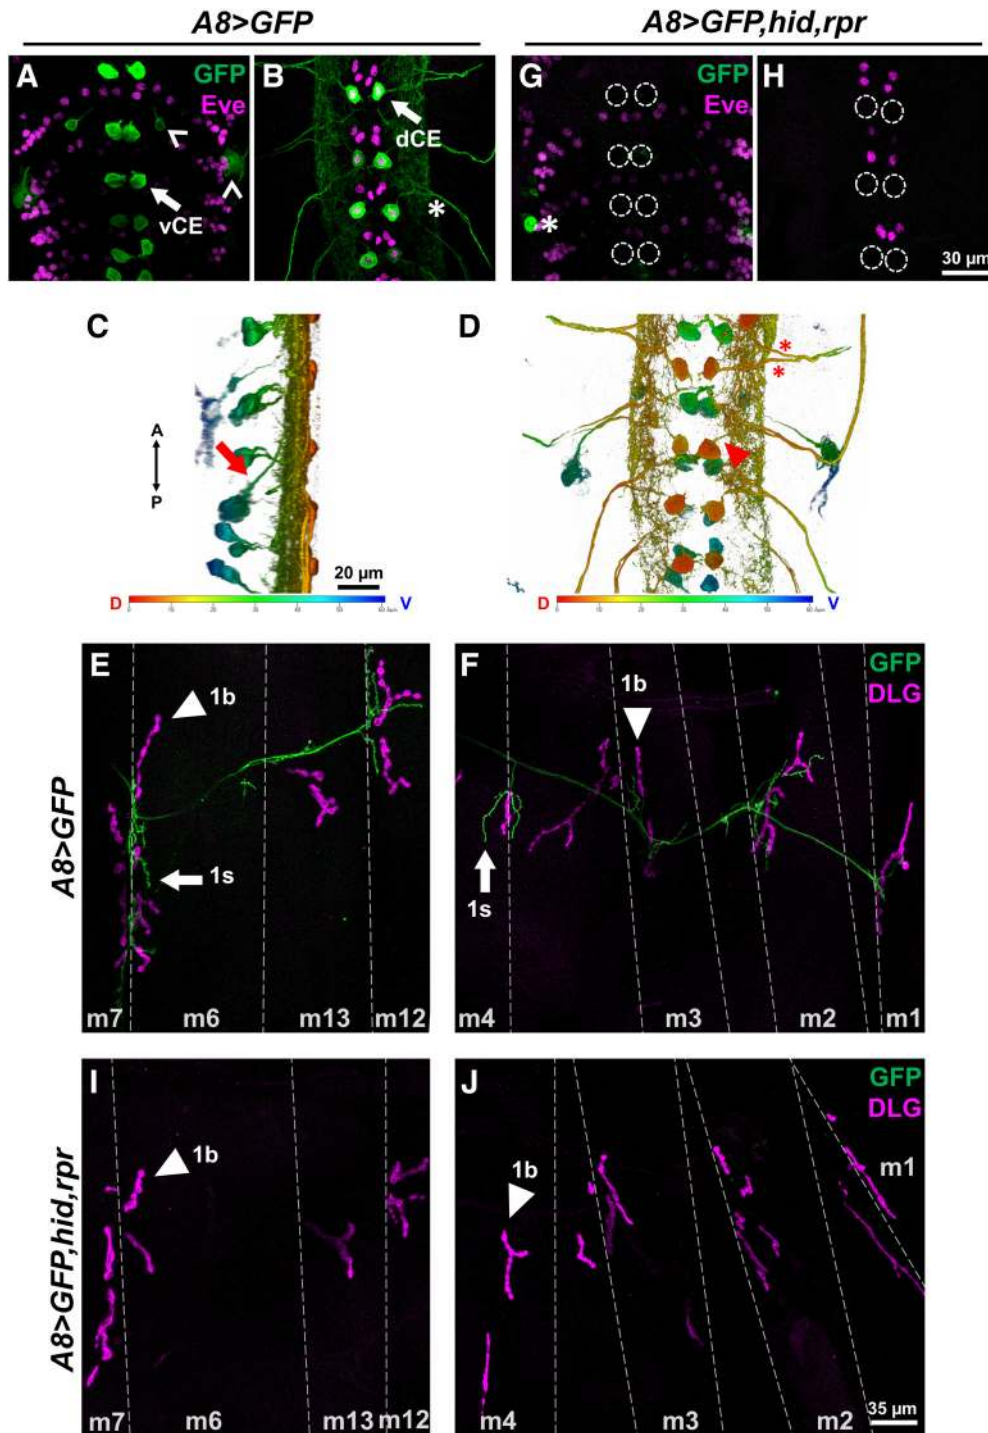 A8>GFP
A8>GFP,hid,rpr
A
GFP
Eve
vCE
B
dCE
*
G
GFP
Eve
*
H
30 μm
C
A
P
20 μm
D
V
D
*
*
D
V
E
1b
1s
m7
m6
m13
m12
F
GFP
DLG
1b
1s
m4
m3
m2
m1
A8>GFP
I
1b
m7
m6
m13
m12
J
GFP
DLG
1b
m1
m4
m3
m2
35 μm
A8>GFP,hid,rpr